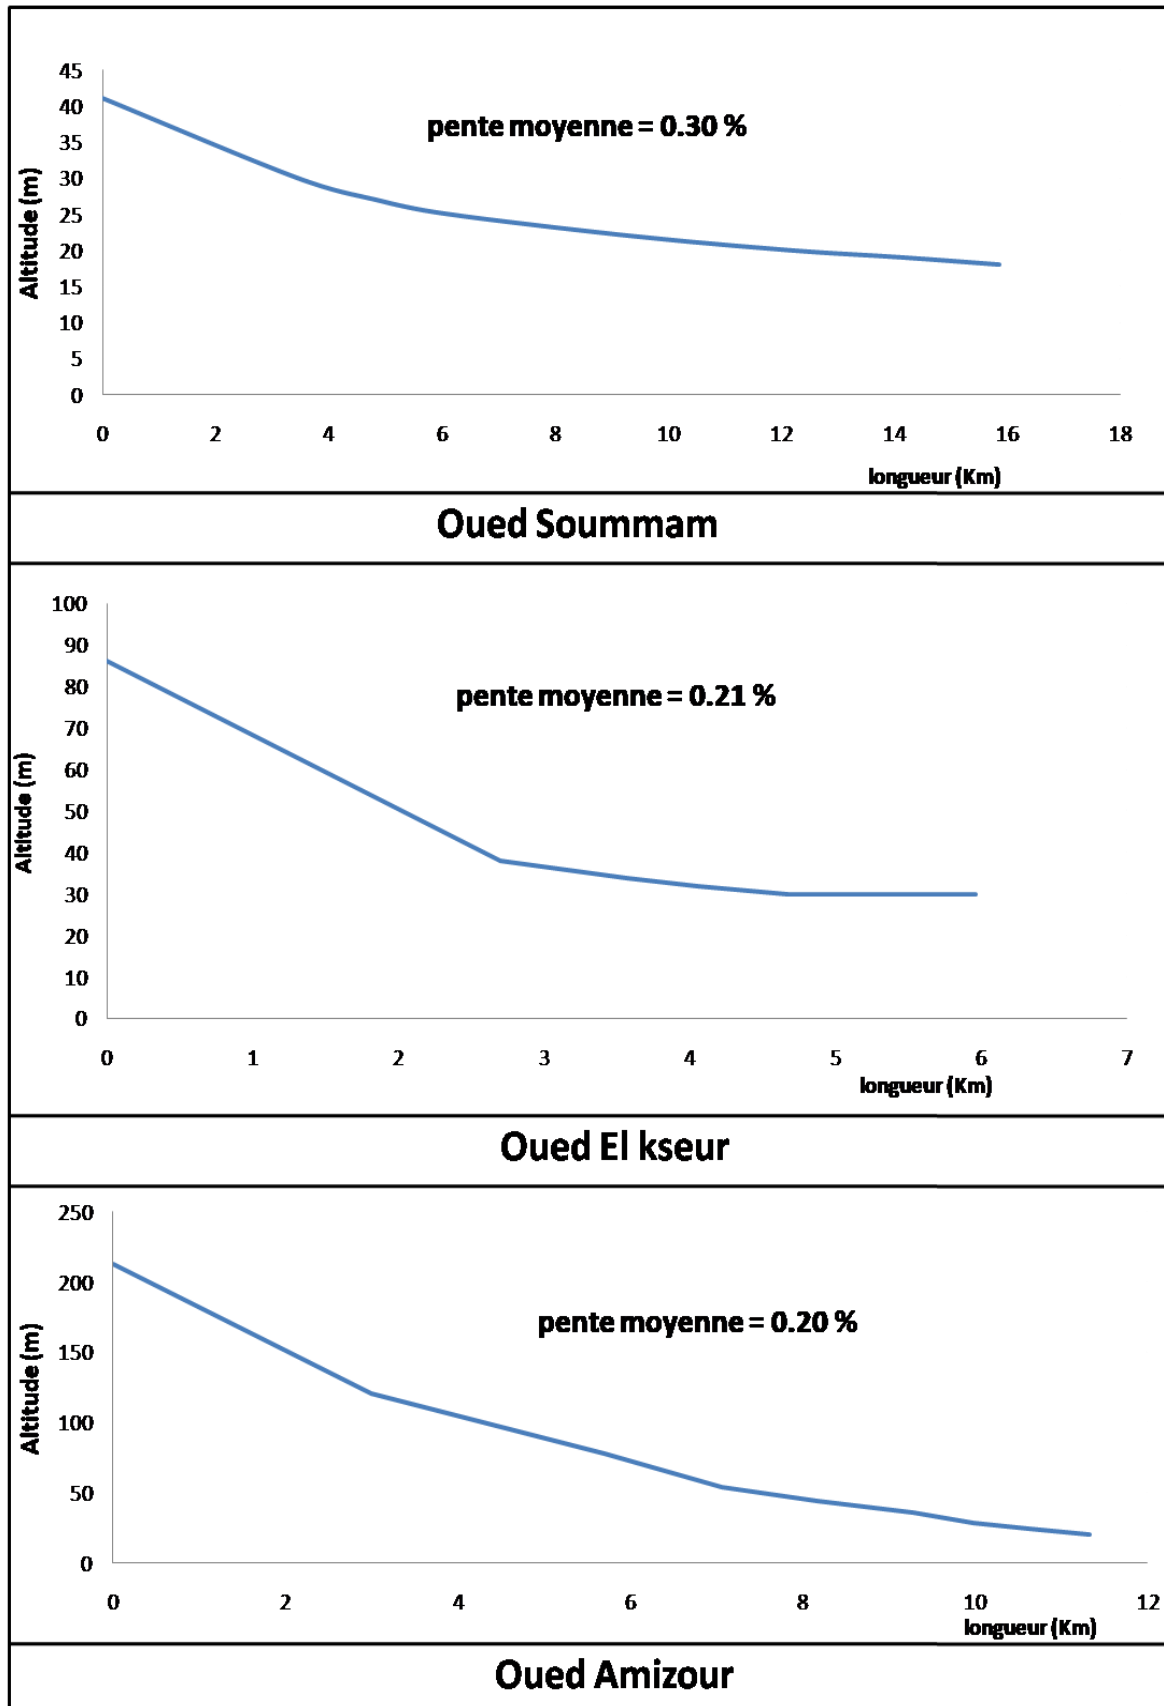 45
40
35
30
25
20
15
10
5
0
Altitude (m)
pente moyenne = 0.30 %
0 2 4 6 8 10 12 14 16 18
longueur (Km)
Oued Soummam
100
90
80
70
60
50
40
30
20
10
0
Altitude (m)
pente moyenne = 0.21 %
0 1 2 3 4 5 6 7
longueur (Km)
Oued El kseur
250
200
150
100
50
0
Altitude (m)
pente moyenne = 0.20 %
0 2 4 6 8 10 12
longueur (Km)
Oued Amizour